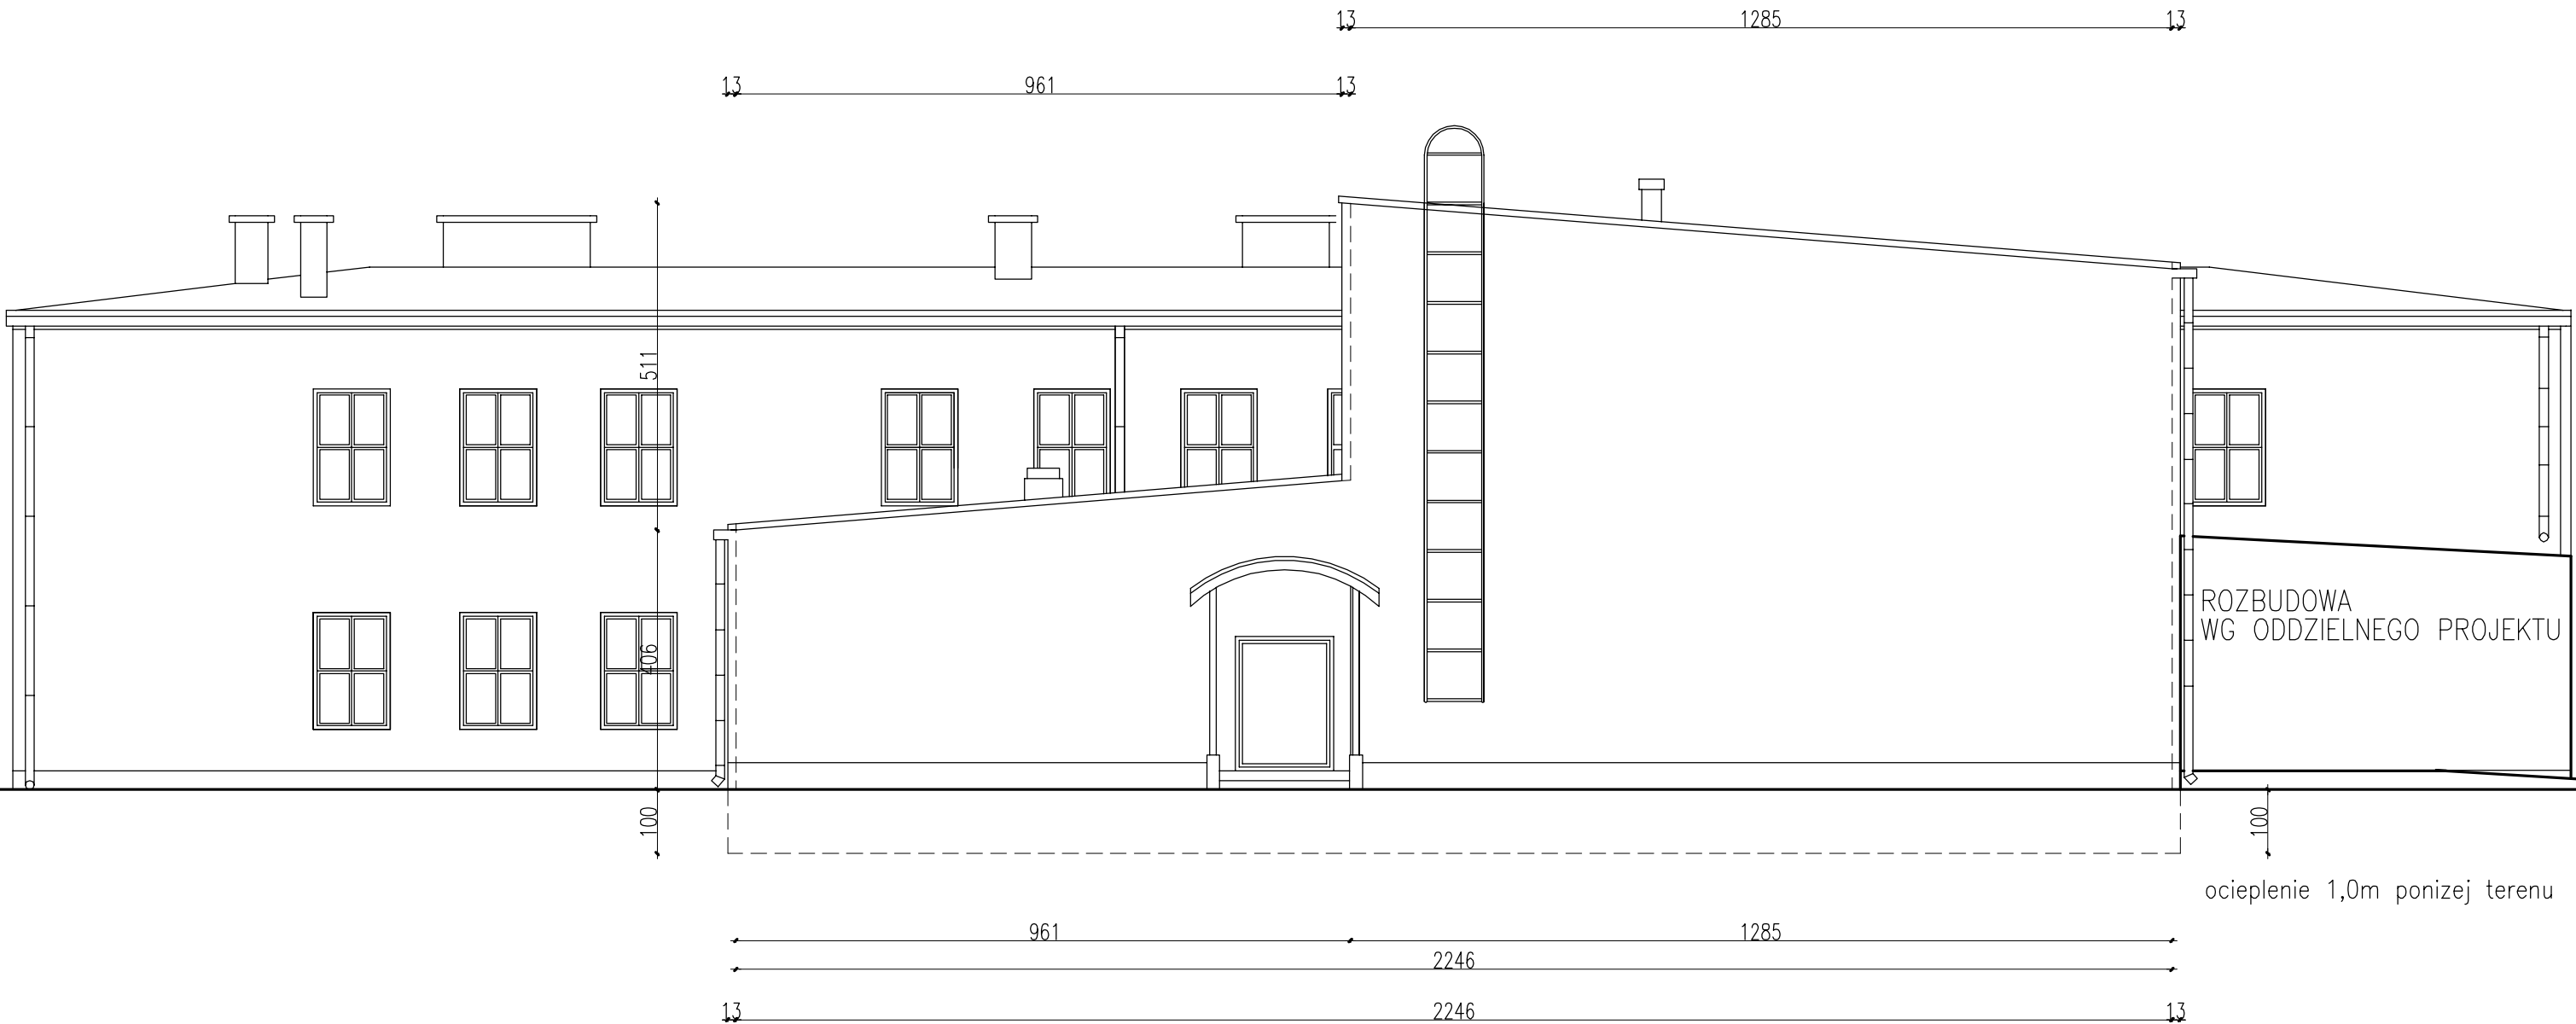 13 1285 13
13 961 13
511
406
ROZBUDOWA
WG ODDZIELNEGO PROJEKTU
100
100
ocieplenie 1,0m ponizej terenu
961 1285
2246
13 2246 13